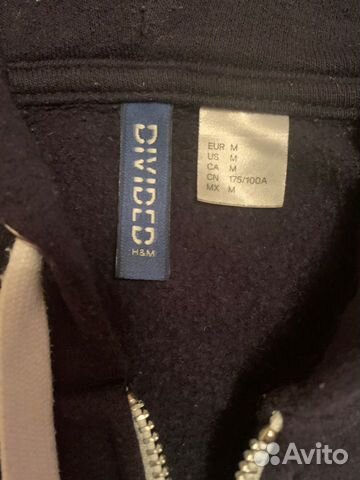 DIVIDED
H&M
EUR M
US M
CA M
CN 175/100A
MX M
Avito